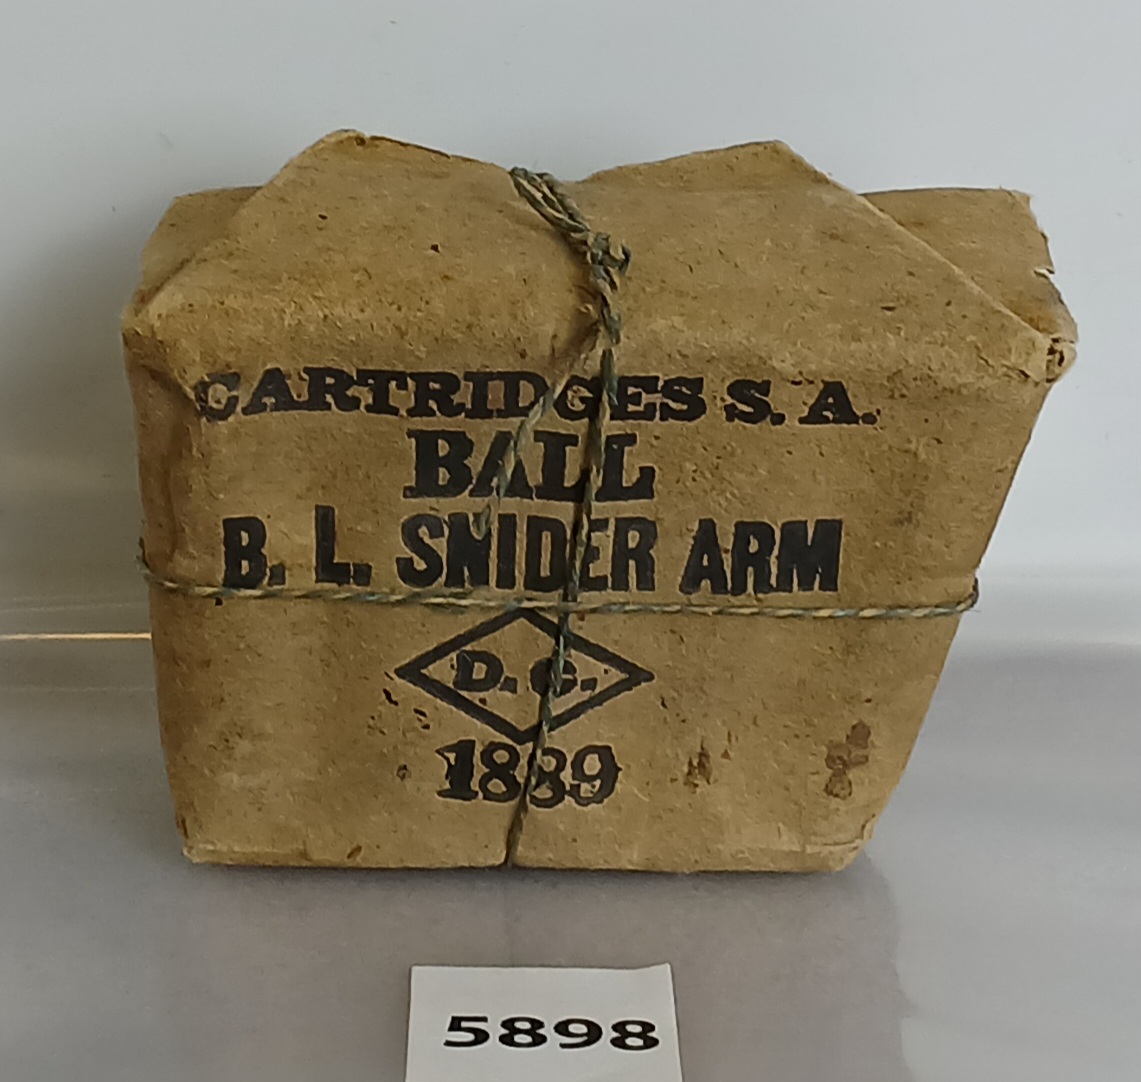 CARTRIDGES S. A.
BALL
B. L. SNIDER ARM
D. C.
1889
5898